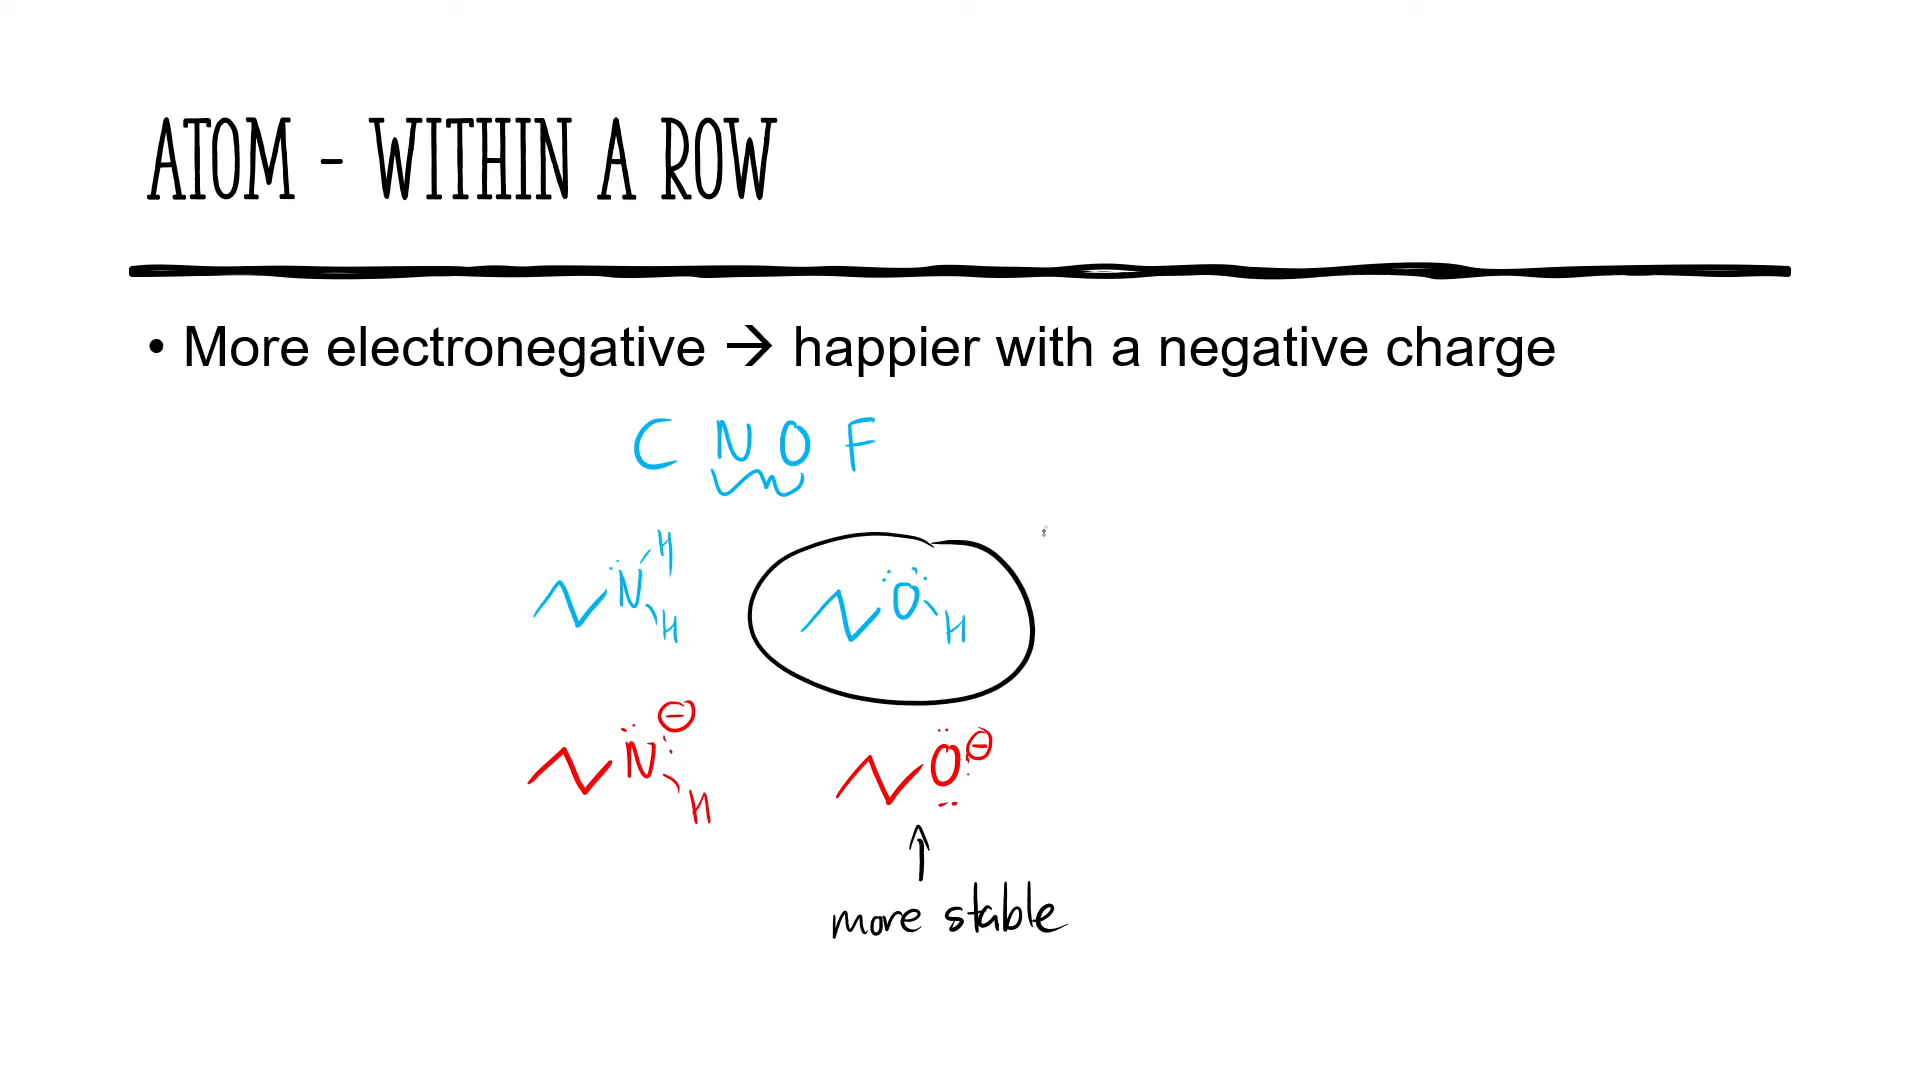 ATOM - WITHIN A ROW
• More electronegative → happier with a negative charge
C N O F
N H H
O H
N ⊖ H
O ⊖
↑
more stable